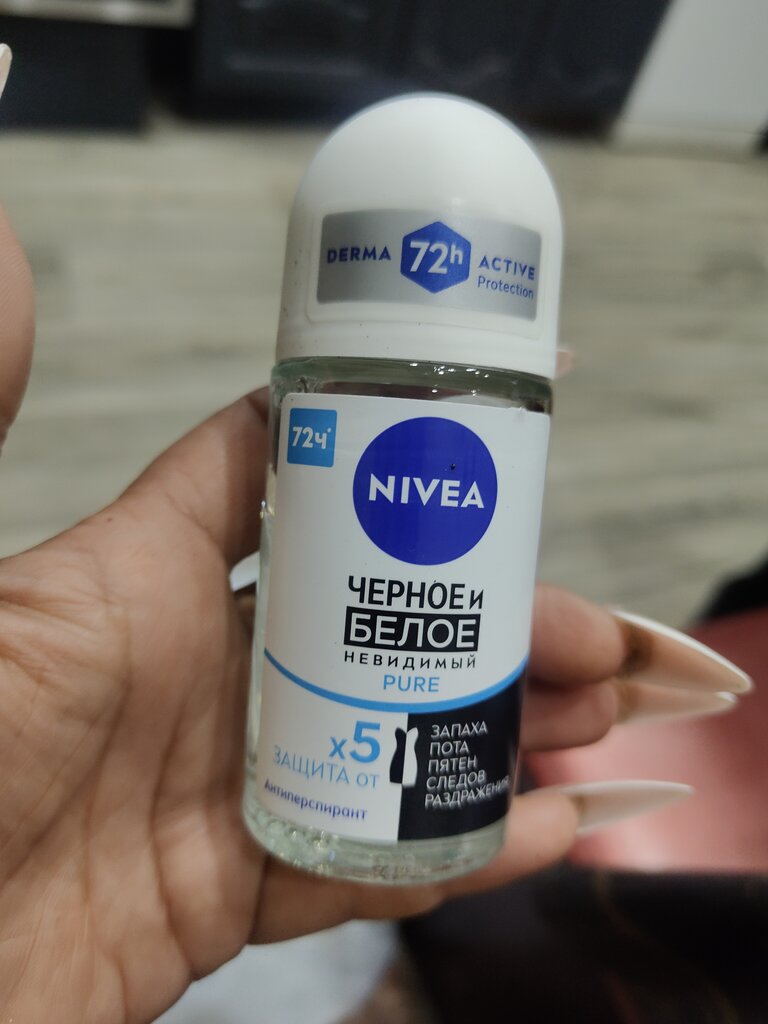 DERMA 72h ACTIVE
Protection
72ч*
NIVEA
ЧЕРНОЕ и
БЕЛОЕ
НЕВИДИМЫЙ
PURE
x5
ЗАЩИТА ОТ
Антиперспирант
ЗАПАХА
ПОТА
ПЯТЕН
СЛЕДОВ
РАЗДРАЖЕНИЯ